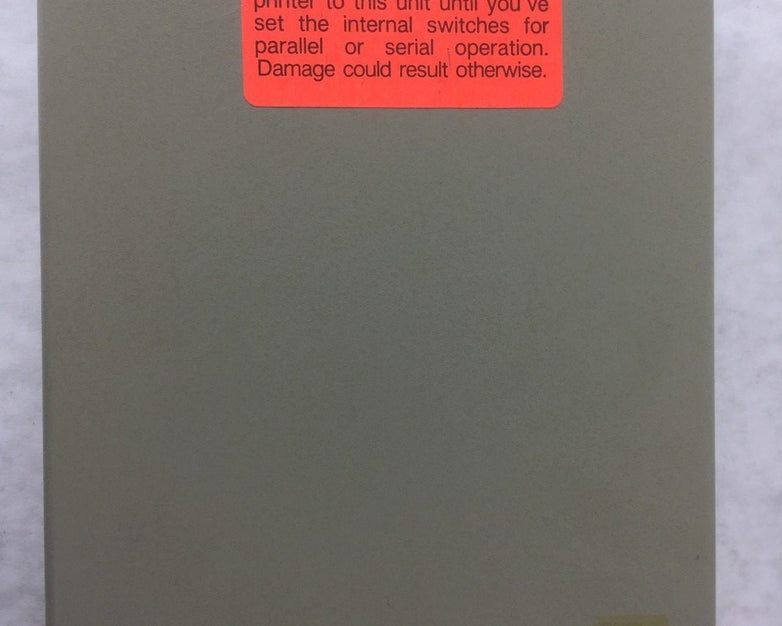 printer to this unit until you've
set the internal switches for
parallel or serial operation.
Damage could result otherwise.